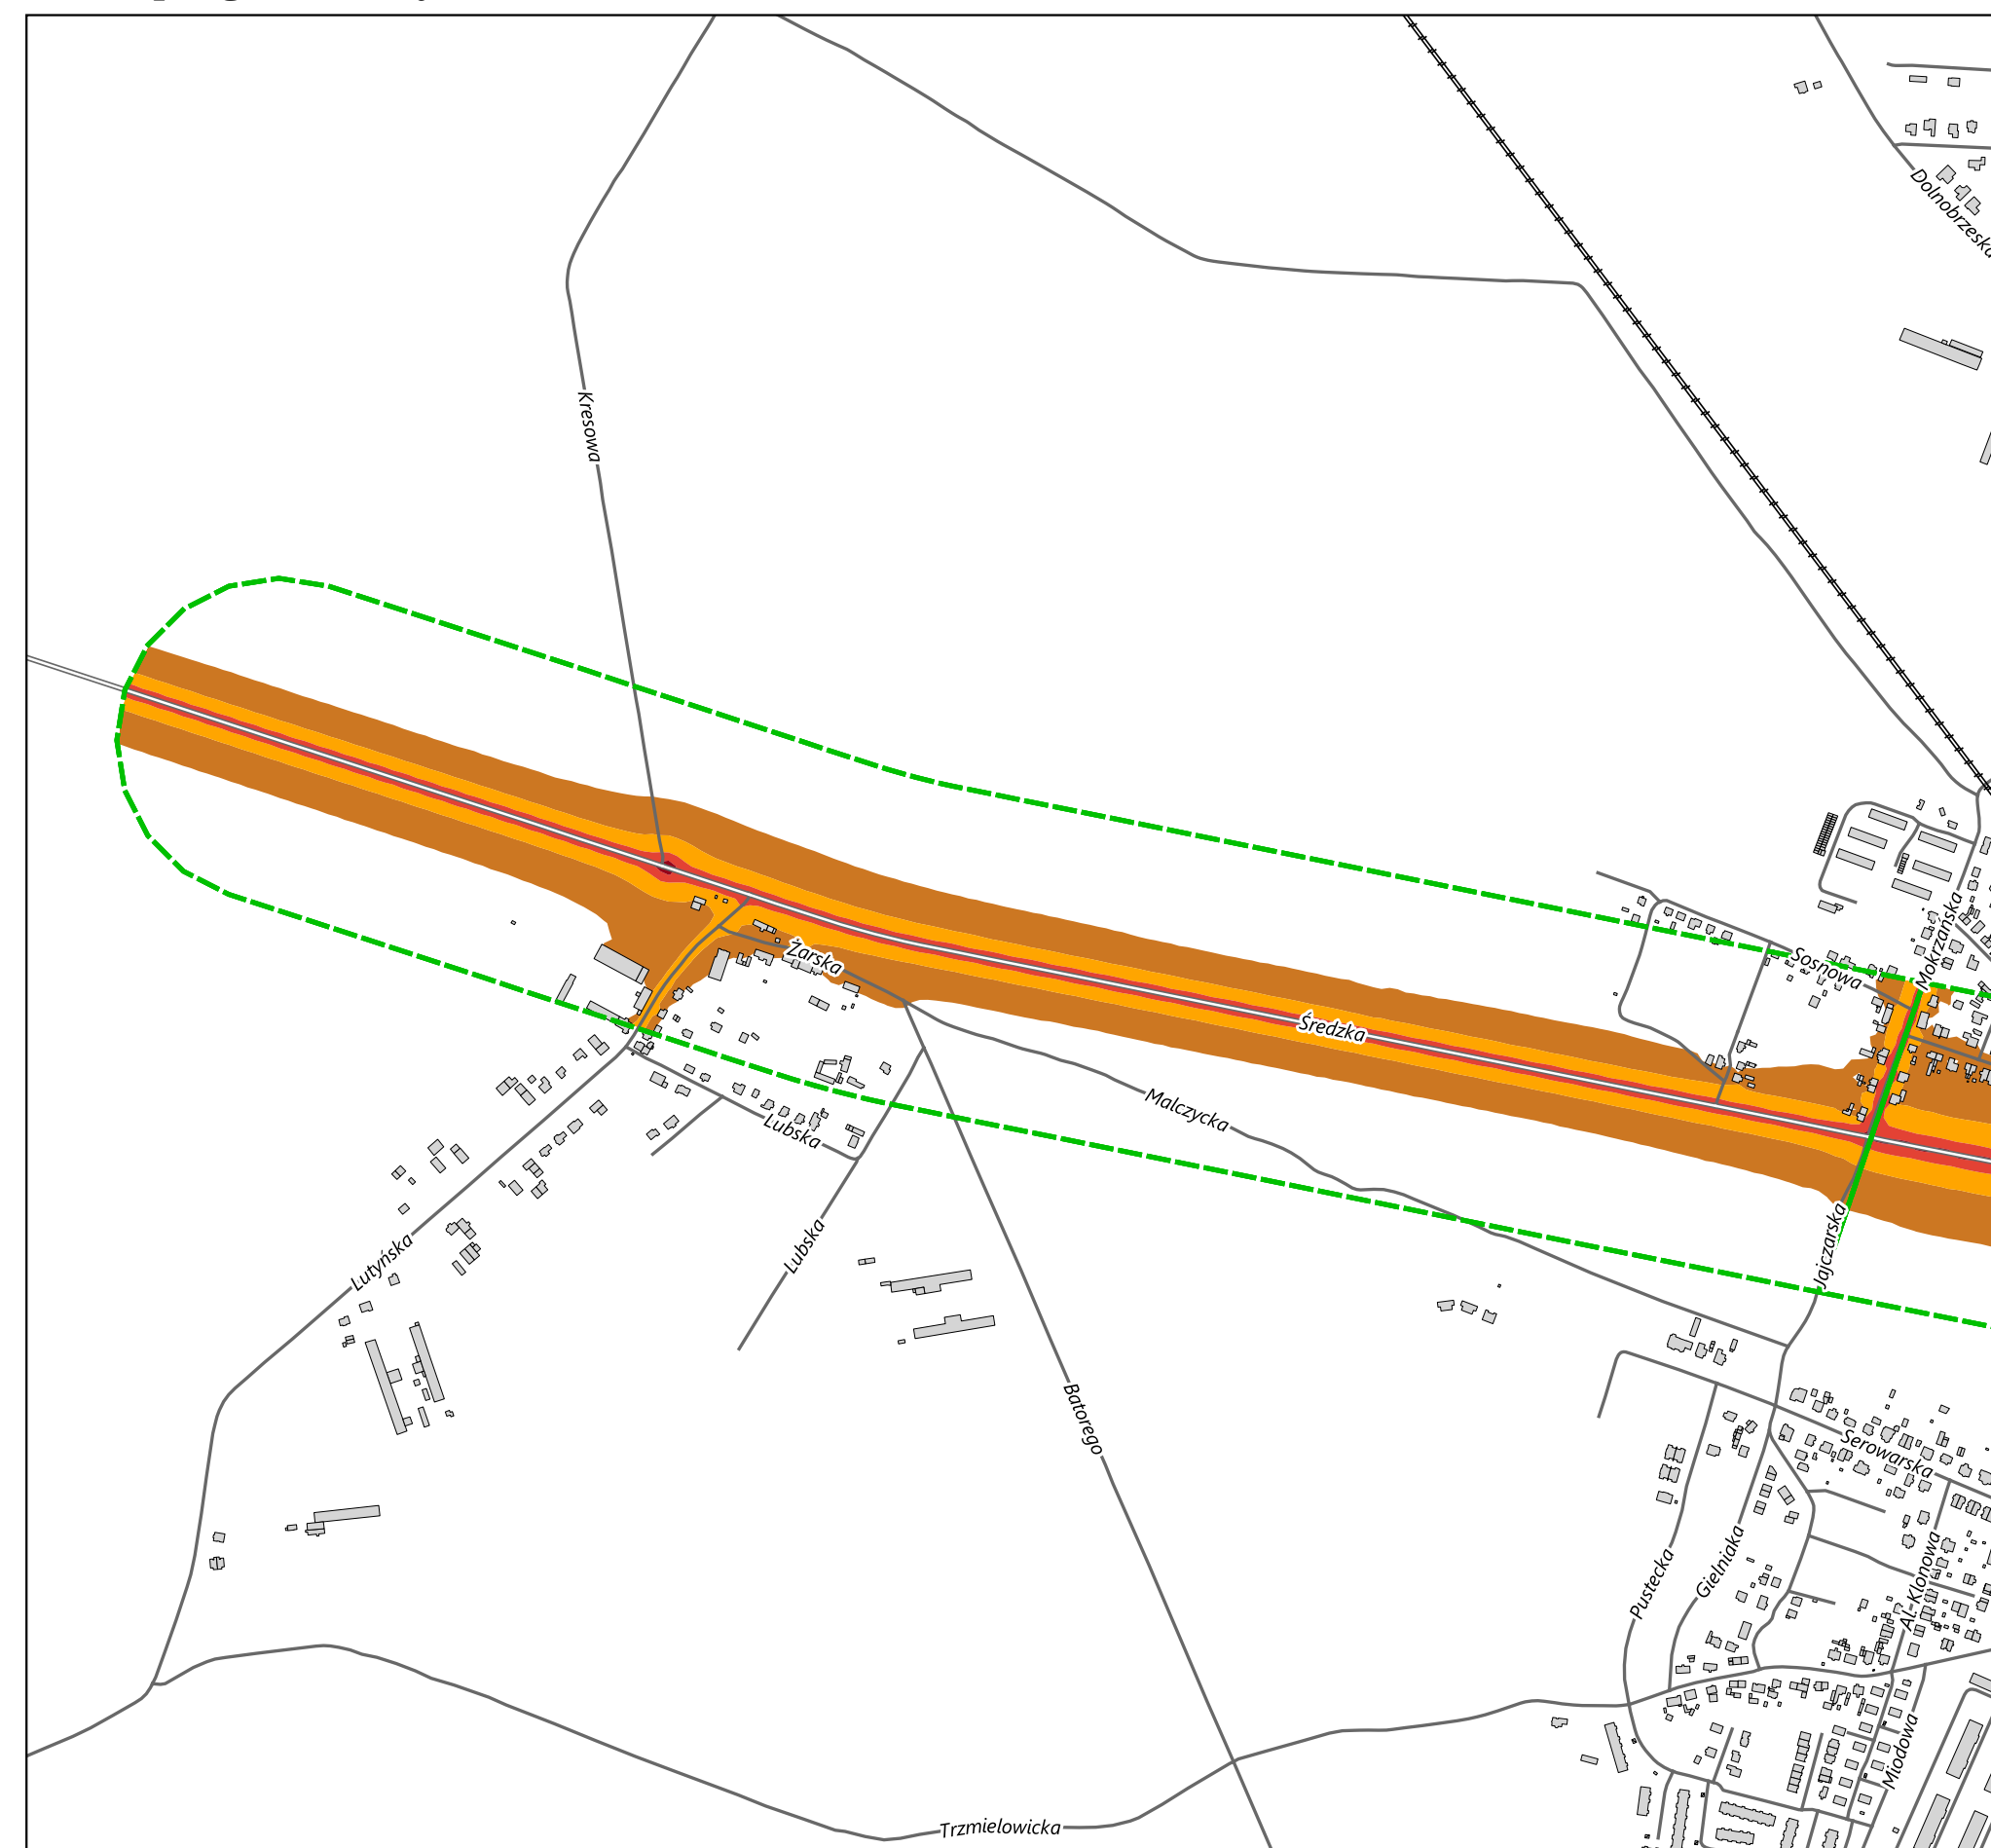 Dolnobrzeska
Kresowa
Mokrzańska
Żarska
Sosnowa
Średzka
Malczycka
Lubska
Jajczarska
Lubska
Lutyńska
Batorego
Serowarska
Pustecka
Gielniaka
Al. Klonowa
Miodowa
Trzmielowicka